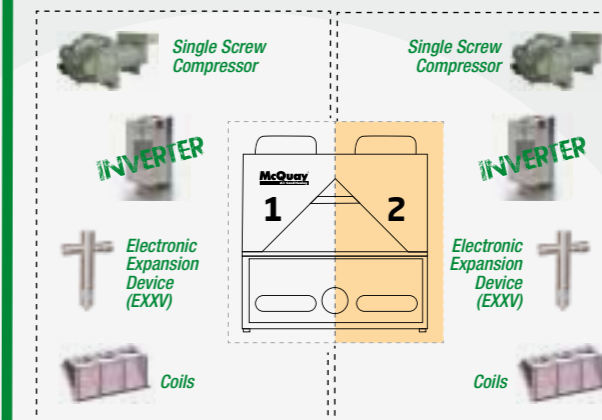 Single Screw
Compressor
INVERTER
Electronic
Expansion
Device
(EXXV)
Coils
McQuay
1
2
Single Screw
Compressor
INVERTER
Electronic
Expansion
Device
(EXXV)
Coils